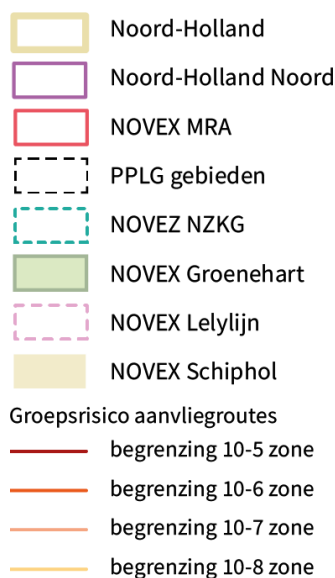 Noord-Holland
Noord-Holland Noord
NOVEX MRA
PPLG gebieden
NOVEZ NZKG
NOVEX Groenehart
NOVEX Lelylijn
NOVEX Schiphol
Groepsrisico aanvliegroutes
begrenzing 10-5 zone
begrenzing 10-6 zone
begrenzing 10-7 zone
begrenzing 10-8 zone